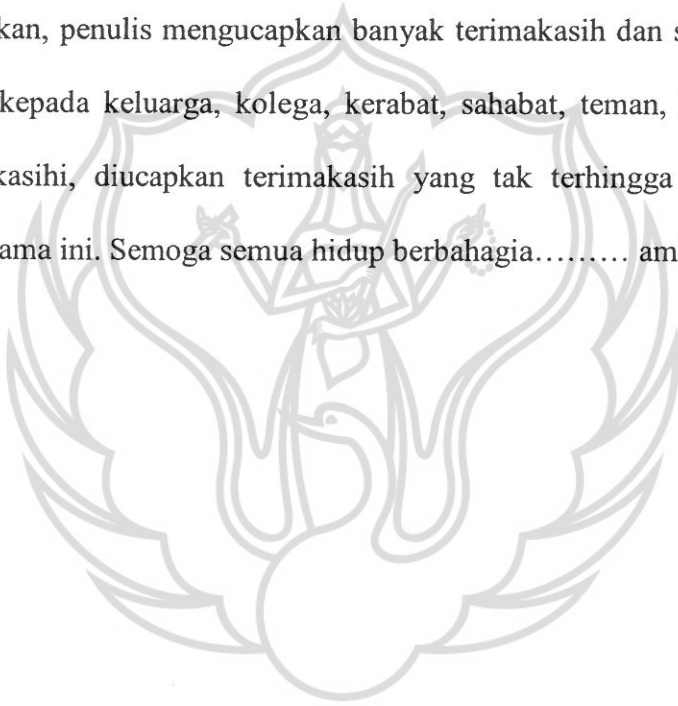 kan, penulis mengucapkan banyak terimakasih dan s
kepada keluarga, kolega, kerabat, sahabat, teman,
kasihi, diucapkan terimakasih yang tak terhingga
ama ini. Semoga semua hidup berbahagia……… am